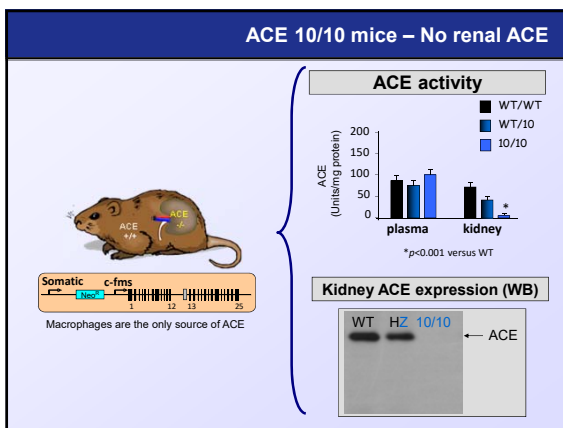 ACE 10/10 mice – No renal ACE
ACE
+/+
ACE
-/-
Somatic
c-fms
Neoᴿ
1 12 13 25
Macrophages are the only source of ACE
ACE activity
WT/WT
WT/10
10/10
ACE
(Units/mg protein)
200
150
100
50
0
*
plasma kidney
*p<0.001 versus WT
Kidney ACE expression (WB)
WT HZ 10/10
ACE